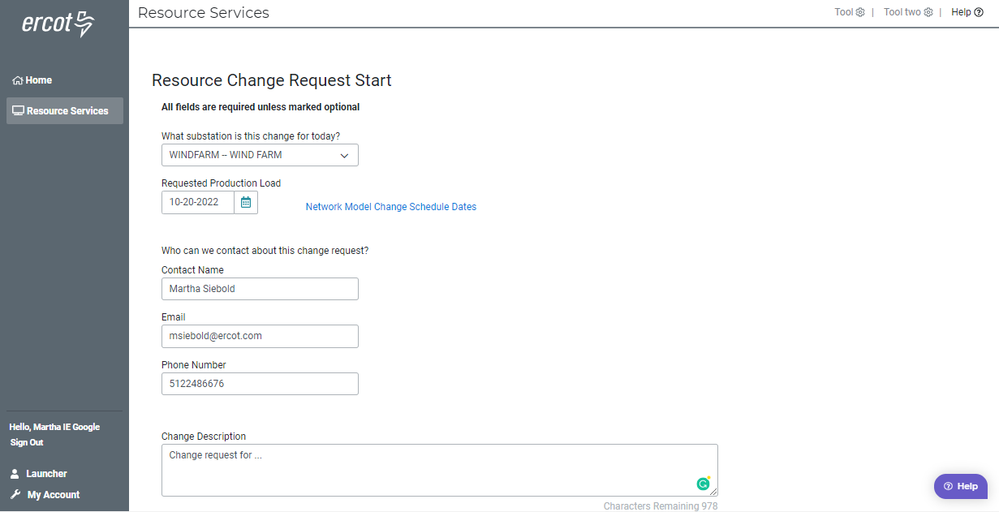 ercot
Resource Services
Tool | Tool two | Help
Home
Resource Services
Resource Change Request Start
All fields are required unless marked optional
What substation is this change for today?
WINDFARM -- WIND FARM
Requested Production Load
10-20-2022
Network Model Change Schedule Dates
Who can we contact about this change request?
Contact Name
Martha Siebold
Email
msiebold@ercot.com
Phone Number
5122486676
Change Description
Change request for ...
Characters Remaining 978
Hello, Martha IE Google
Sign Out
Launcher
My Account
Help